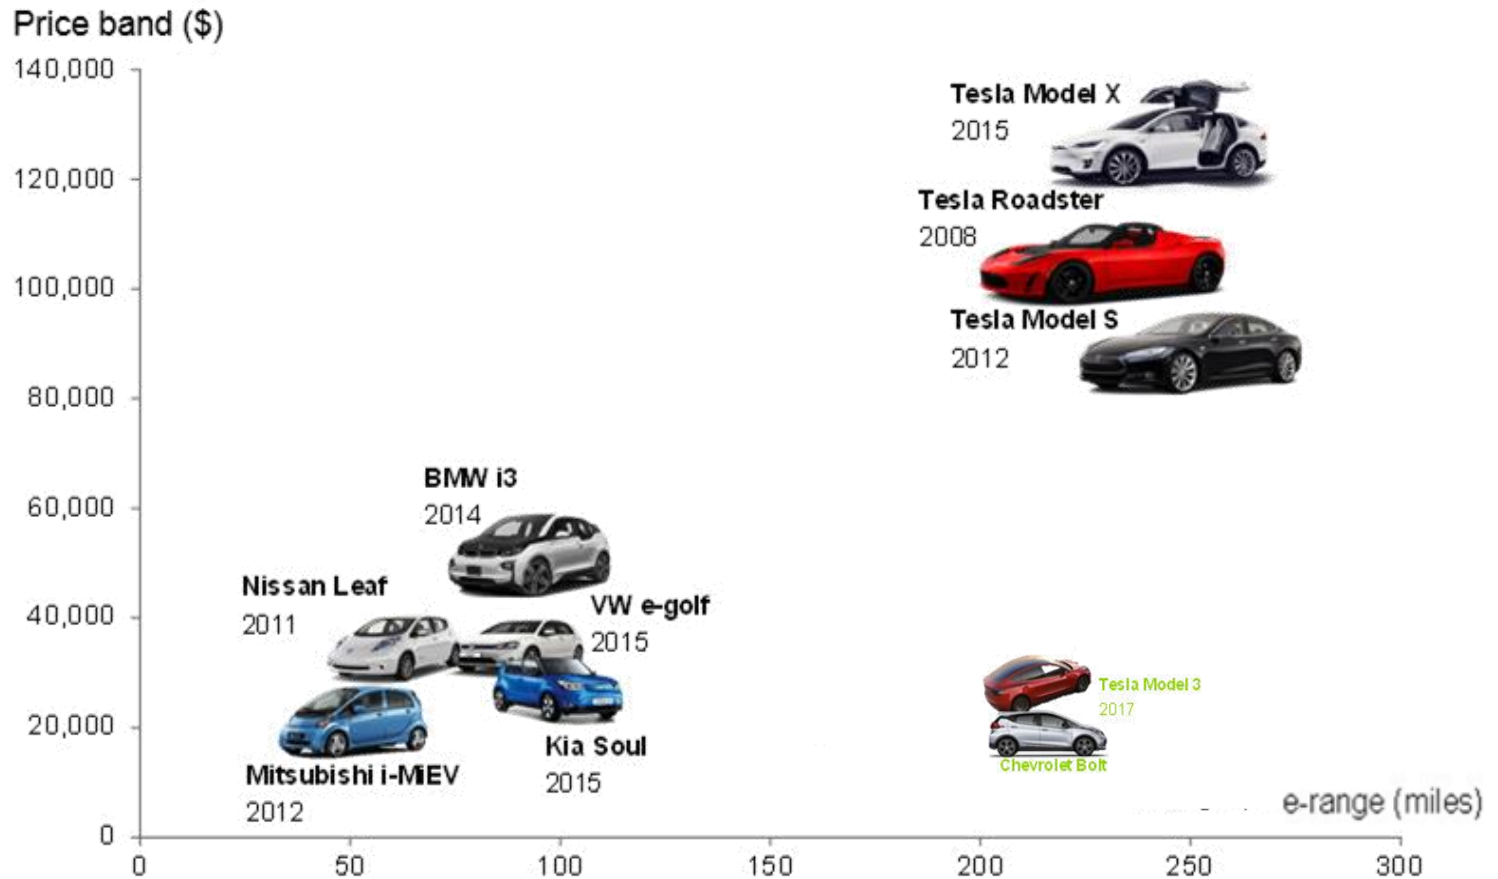 Price band ($)
140,000
120,000
100,000
80,000
60,000
40,000
20,000
0
Tesla Model X
2015
Tesla Roadster
2008
Tesla Model S
2012
BMW i3
2014
Nissan Leaf
2011
VW e-golf
2015
Mitsubishi i-MiEV
2012
Kia Soul
2015
Tesla Model 3
2017
Chevrolet Bolt
e-range (miles)
0 50 100 150 200 250 300